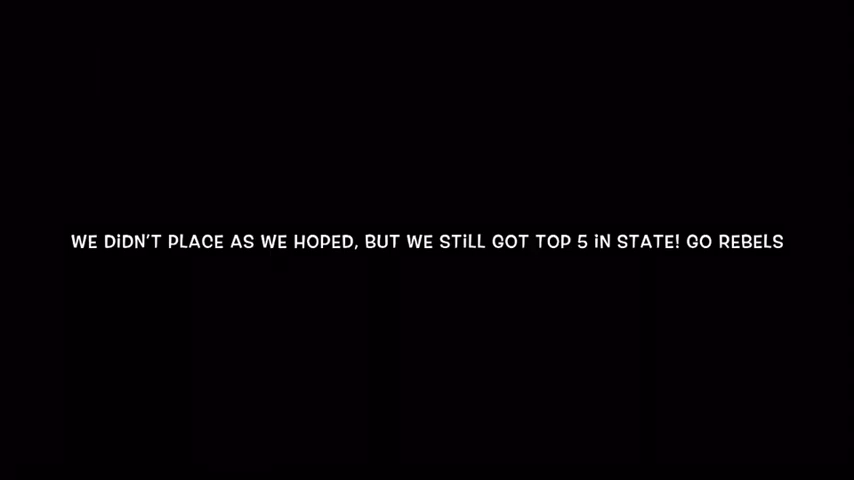 WE DiDN'T PLACE AS WE HOPED, BUT WE STiLL GOT TOP 5 iN STATE! GO REBELS